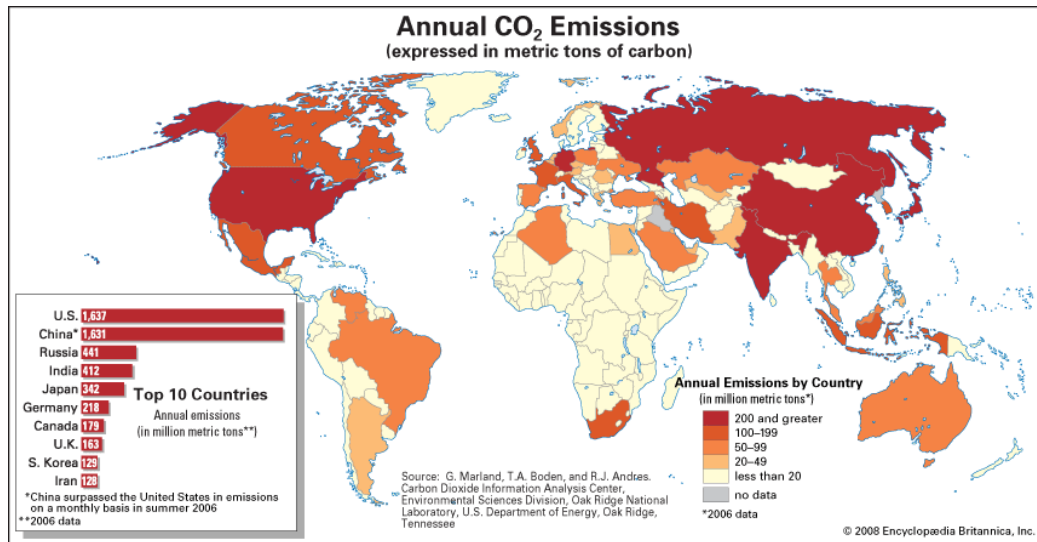 Annual CO₂ Emissions
(expressed in metric tons of carbon)
U.S. 1,637
China* 1,631
Russia 441
India 412
Japan 342
Germany 218
Canada 179
U.K. 163
S. Korea 129
Iran 128
Top 10 Countries
Annual emissions
(in million metric tons**)
*China surpassed the United States in emissions
on a monthly basis in summer 2006
**2006 data
Source: G. Marland, T.A. Boden, and R.J. Andres.
Carbon Dioxide Information Analysis Center,
Environmental Sciences Division, Oak Ridge National
Laboratory, U.S. Department of Energy, Oak Ridge,
Tennessee
Annual Emissions by Country
(in million metric tons*)
200 and greater
100–199
50–99
20–49
less than 20
no data
*2006 data
© 2008 Encyclopædia Britannica, Inc.